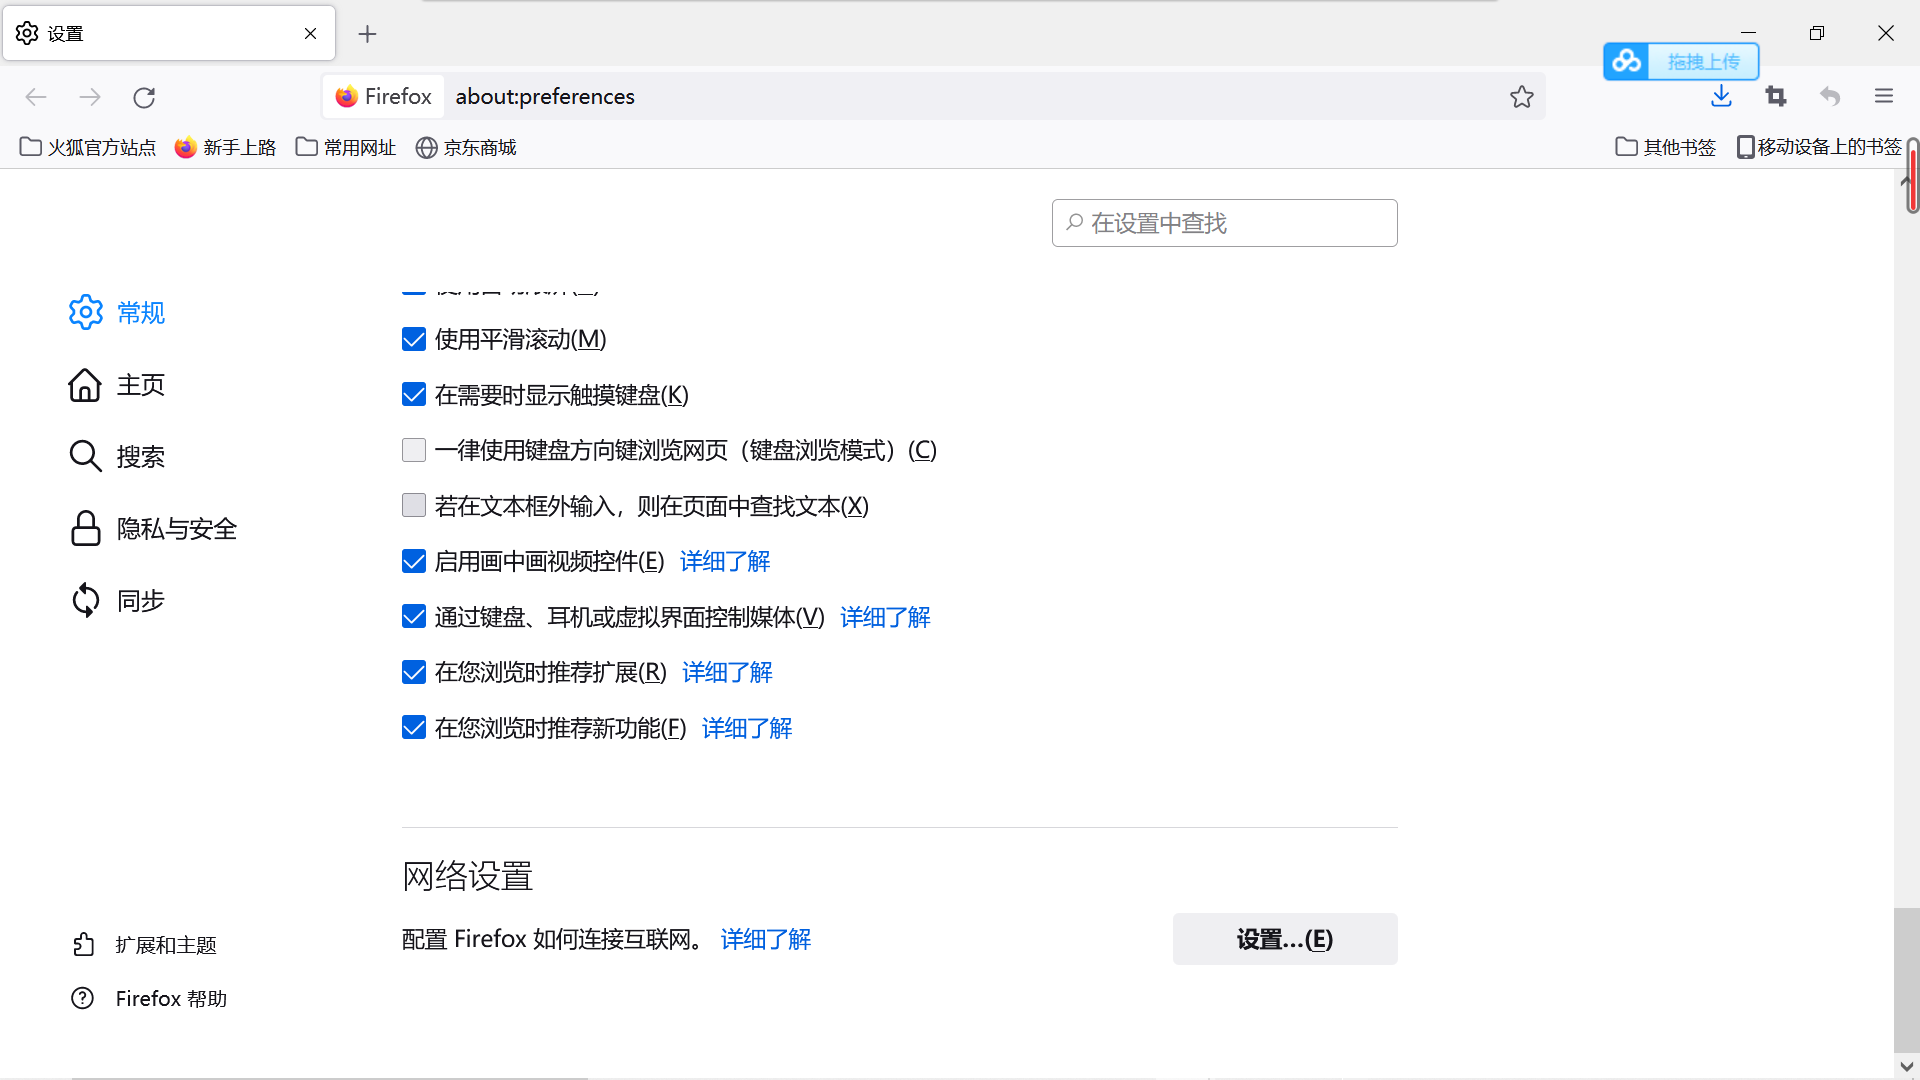 设置
拖拽上传
Firefox about:preferences
火狐官方站点 新手上路 常用网址 京东商城 其他书签 移动设备上的书签
在设置中查找
常规
主页
搜索
隐私与安全
同步
扩展和主题
Firefox 帮助
使用平滑滚动(M)
在需要时显示触摸键盘(K)
一律使用键盘方向键浏览网页（键盘浏览模式）(C)
若在文本框外输入，则在页面中查找文本(X)
启用画中画视频控件(E) 详细了解
通过键盘、耳机或虚拟界面控制媒体(V) 详细了解
在您浏览时推荐扩展(R) 详细了解
在您浏览时推荐新功能(F) 详细了解
网络设置
配置 Firefox 如何连接互联网。 详细了解 设置...(E)